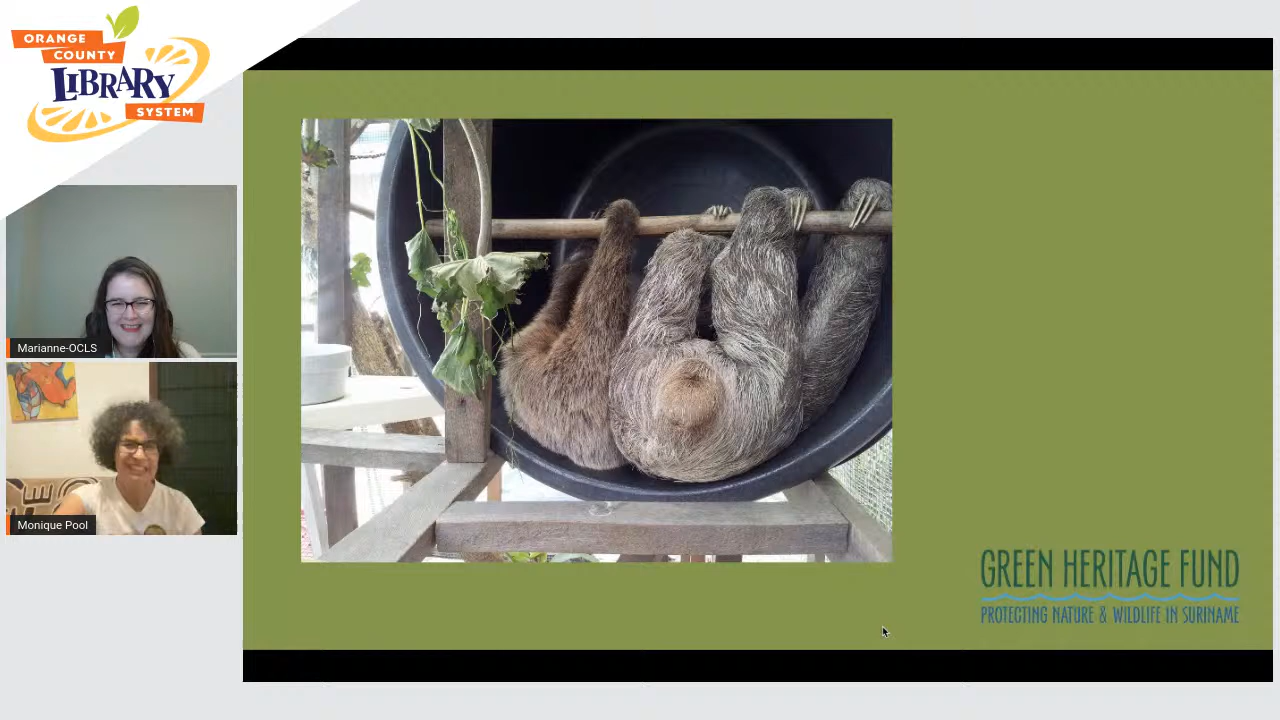 ORANGE
COUNTY
LIBRARY
SYSTEM
Marianne-OCLS
Monique Pool
GREEN HERITAGE FUND
PROTECTING NATURE & WILDLIFE IN SURINAME